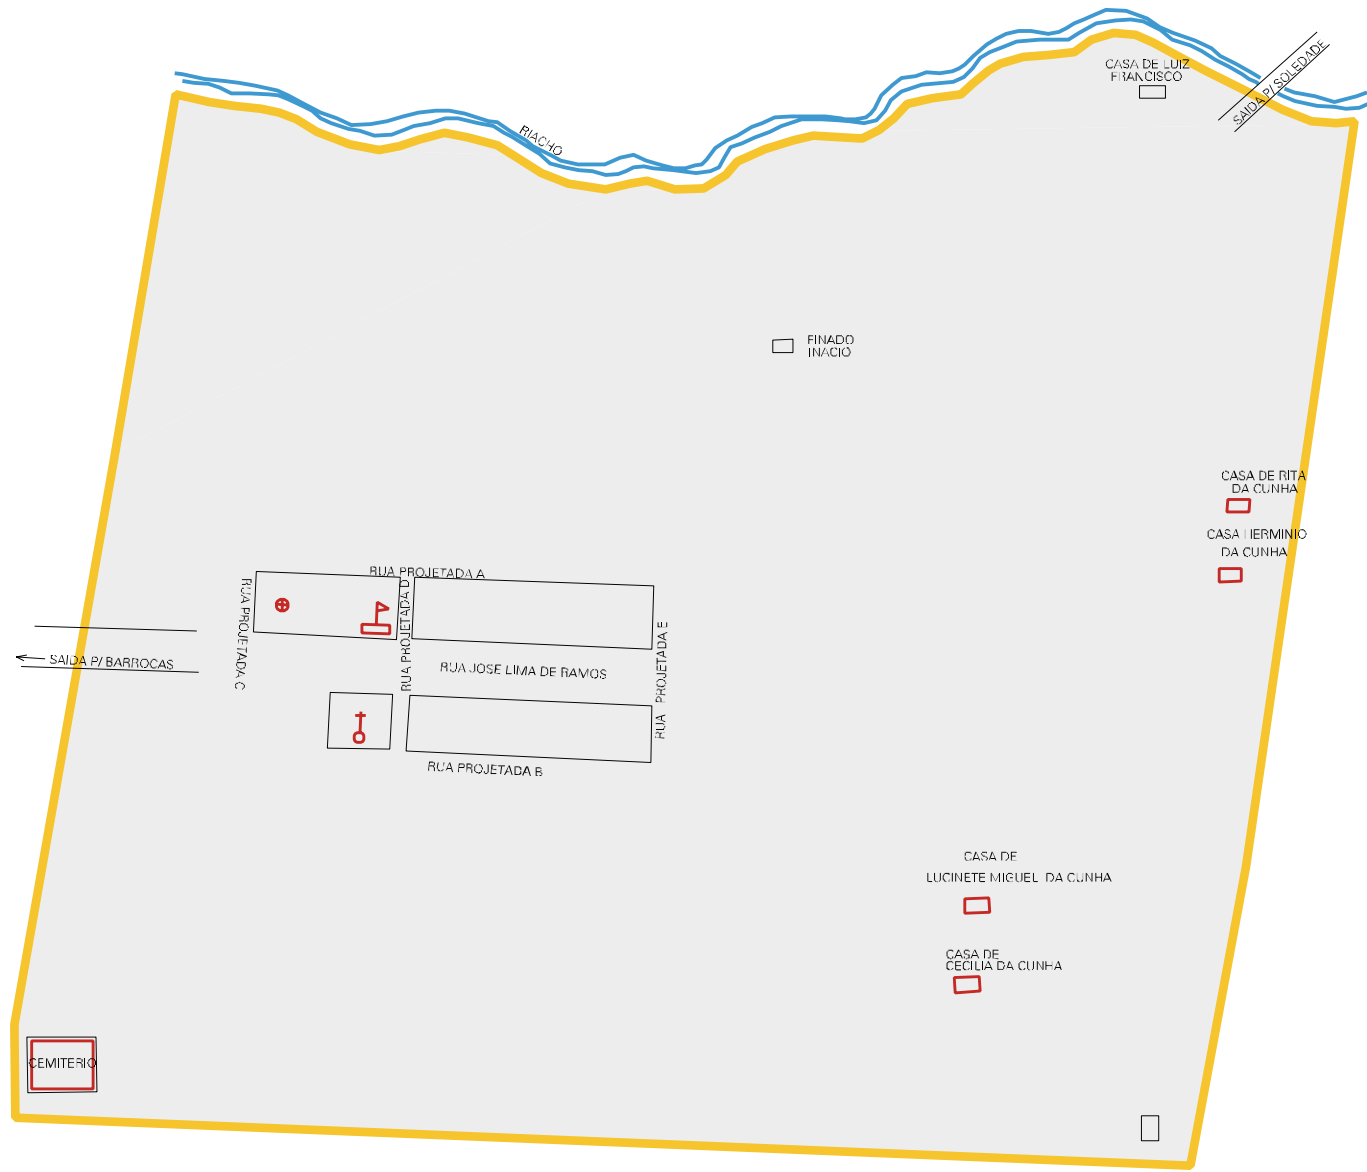 CASA DE LUIZ
FRANCISCO
SAIDA P/ SOLEDADE
RIACHO
FINADO
INACIO
CASA DE RITA
DA CUNHA
CASA HERMINIO
DA CUNHA
RUA PROJETADA A
RUA PROJETADA C
RUA PROJETADA D
RUA PROJETADA E
SAIDA P/ BARROCAS
RUA JOSE LIMA DE RAMOS
RUA PROJETADA B
CASA DE
LUCINETE MIGUEL DA CUNHA
CASA DE
CECILIA DA CUNHA
CEMITERIO